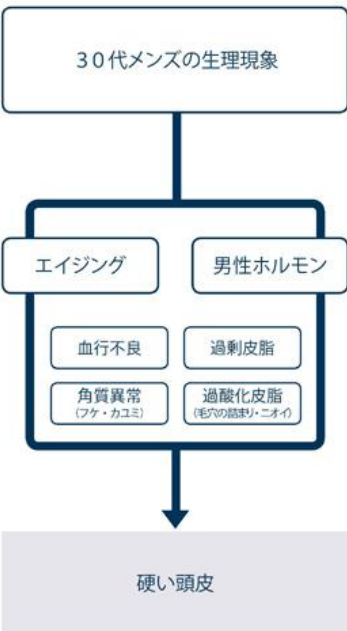 ３０代メンズの生理現象
エイジング
男性ホルモン
血行不良
過剰皮脂
角質異常
(フケ・カユミ)
過酸化皮脂
(毛穴の詰まり・ニオイ)
硬い頭皮